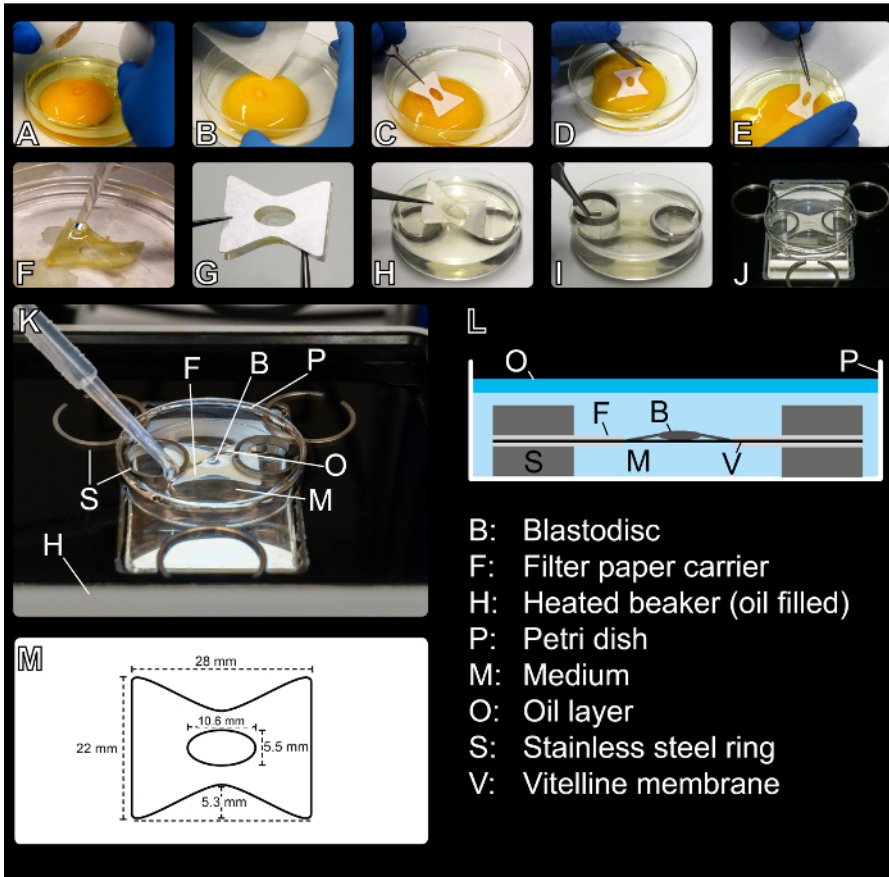 A
B
C
D
E
F
G
H
I
J
K
F
B
P
S
O
M
H
L
O
P
F
B
S
M
V
B: Blastodisc
F: Filter paper carrier
H: Heated beaker (oil filled)
P: Petri dish
M: Medium
O: Oil layer
S: Stainless steel ring
V: Vitelline membrane
M
28 mm
10.6 mm
22 mm
5.5 mm
5.3 mm